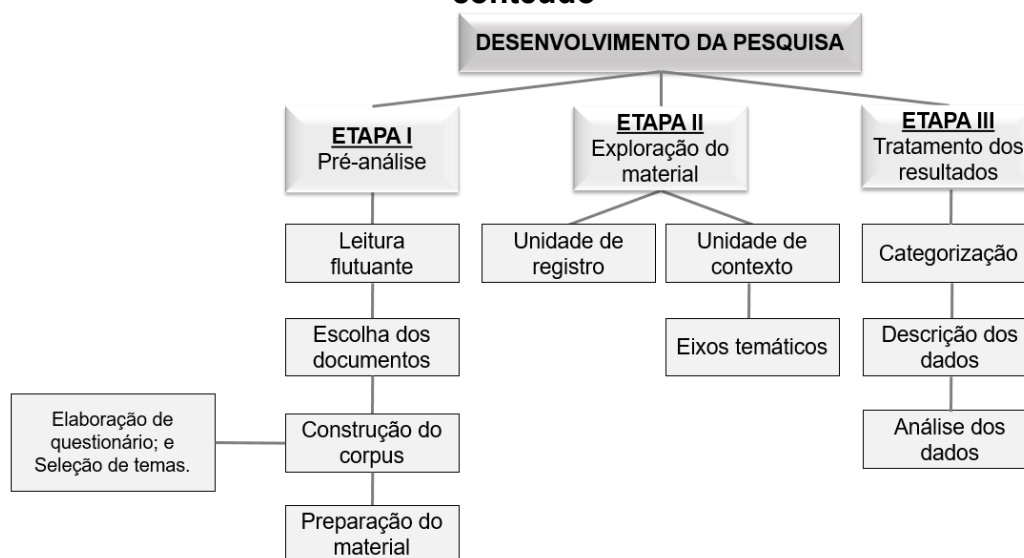 conteúdo
DESENVOLVIMENTO DA PESQUISA
ETAPA I
Pré-análise
ETAPA II
Exploração do
material
ETAPA III
Tratamento dos
resultados
Leitura
flutuante
Unidade de
registro
Unidade de
contexto
Categorização
Escolha dos
documentos
Eixos temáticos
Descrição dos
dados
Elaboração de
questionário; e
Seleção de temas.
Construção do
corpus
Análise dos
dados
Preparação do
material